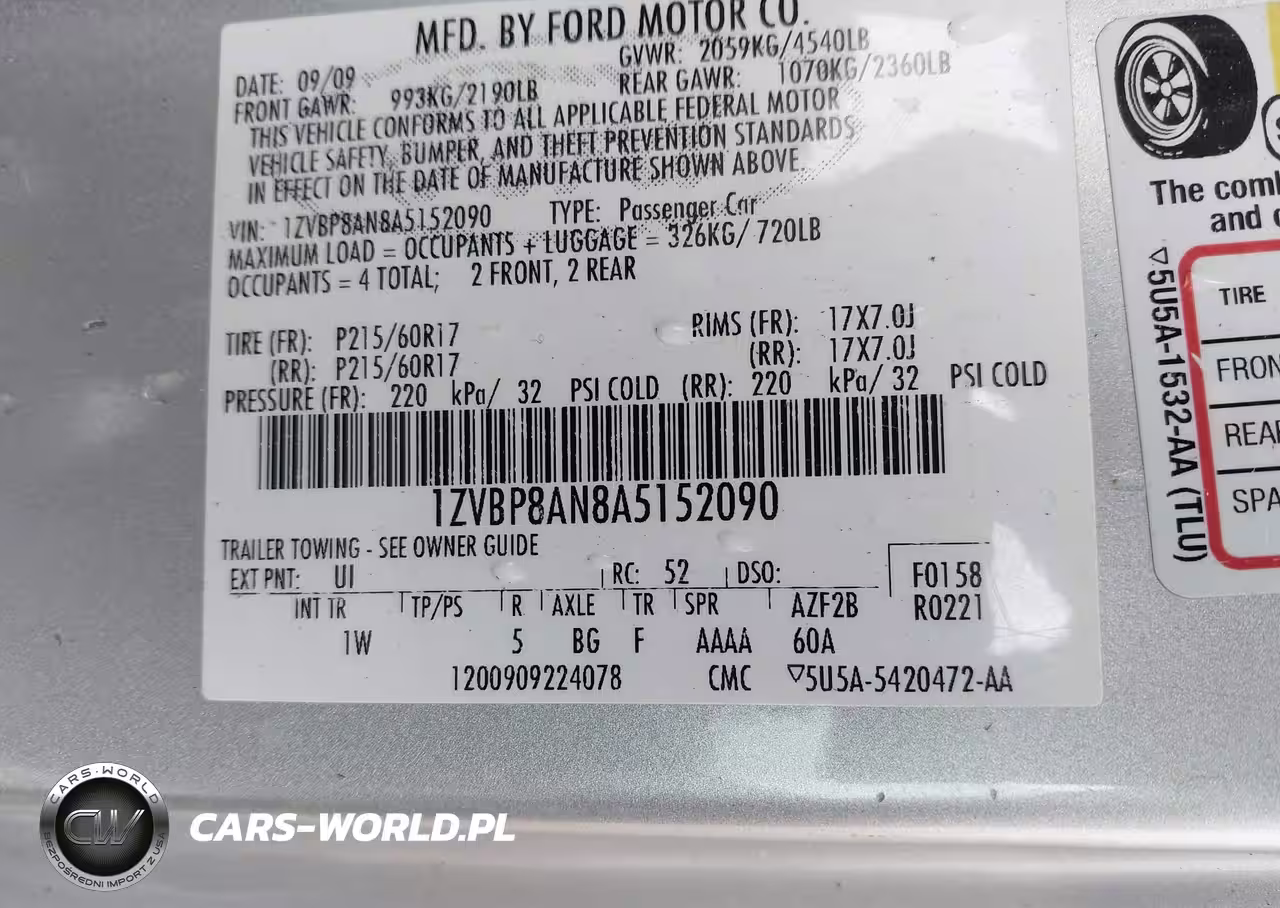 MFD. BY FORD MOTOR CO.
DATE: 09/09 GVWR: 2059KG/4540LB
FRONT GAWR: 993KG/2190LB REAR GAWR: 1070KG/2360LB
THIS VEHICLE CONFORMS TO ALL APPLICABLE FEDERAL MOTOR
VEHICLE SAFETY, BUMPER, AND THEFT PREVENTION STANDARDS
IN EFFECT ON THE DATE OF MANUFACTURE SHOWN ABOVE.
VIN: 1ZVBP8AN8A5152090 TYPE: Passenger Car
MAXIMUM LOAD = OCCUPANTS + LUGGAGE = 326KG/ 720LB
OCCUPANTS = 4 TOTAL; 2 FRONT, 2 REAR
TIRE (FR): P215/60R17 RIMS (FR): 17X7.0J
(RR): P215/60R17 (RR): 17X7.0J
PRESSURE (FR): 220 kPa/ 32 PSI COLD (RR): 220 kPa/ 32 PSI COLD
1ZVBP8AN8A5152090
TRAILER TOWING - SEE OWNER GUIDE
EXT PNT: UI RC: 52 DSO: F0158
INT TR TP/PS R AXLE TR SPR AZF2B R0221
1W 5 BG F AAAA 60A
1200909224078 CMC ▽5U5A-5420472-AA
The comb
and
▽5U5A-1532-AA (TLU)
TIRE
FRON
REAR
SPA
CARS-WORLD
CW
BEZPOŚREDNI IMPORT Z USA
CARS-WORLD.PL